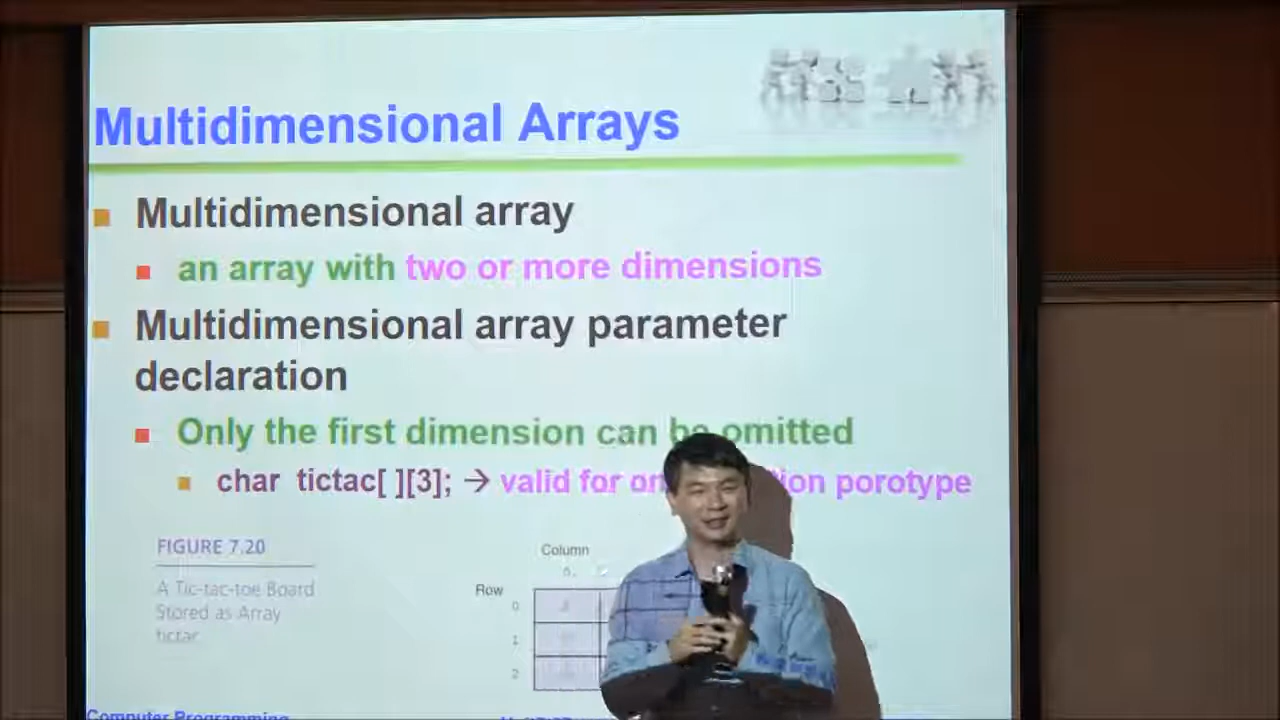 Multidimensional Arrays
Multidimensional array
an array with two or more dimensions
Multidimensional array parameter
declaration
Only the first dimension can be omitted
char tictac[ ][3]; → valid for porotype
FIGURE 7.20
A Tic-tac-toe Board
Stored as Array
tictac
Column
Row
0
1
2
Computer Programming